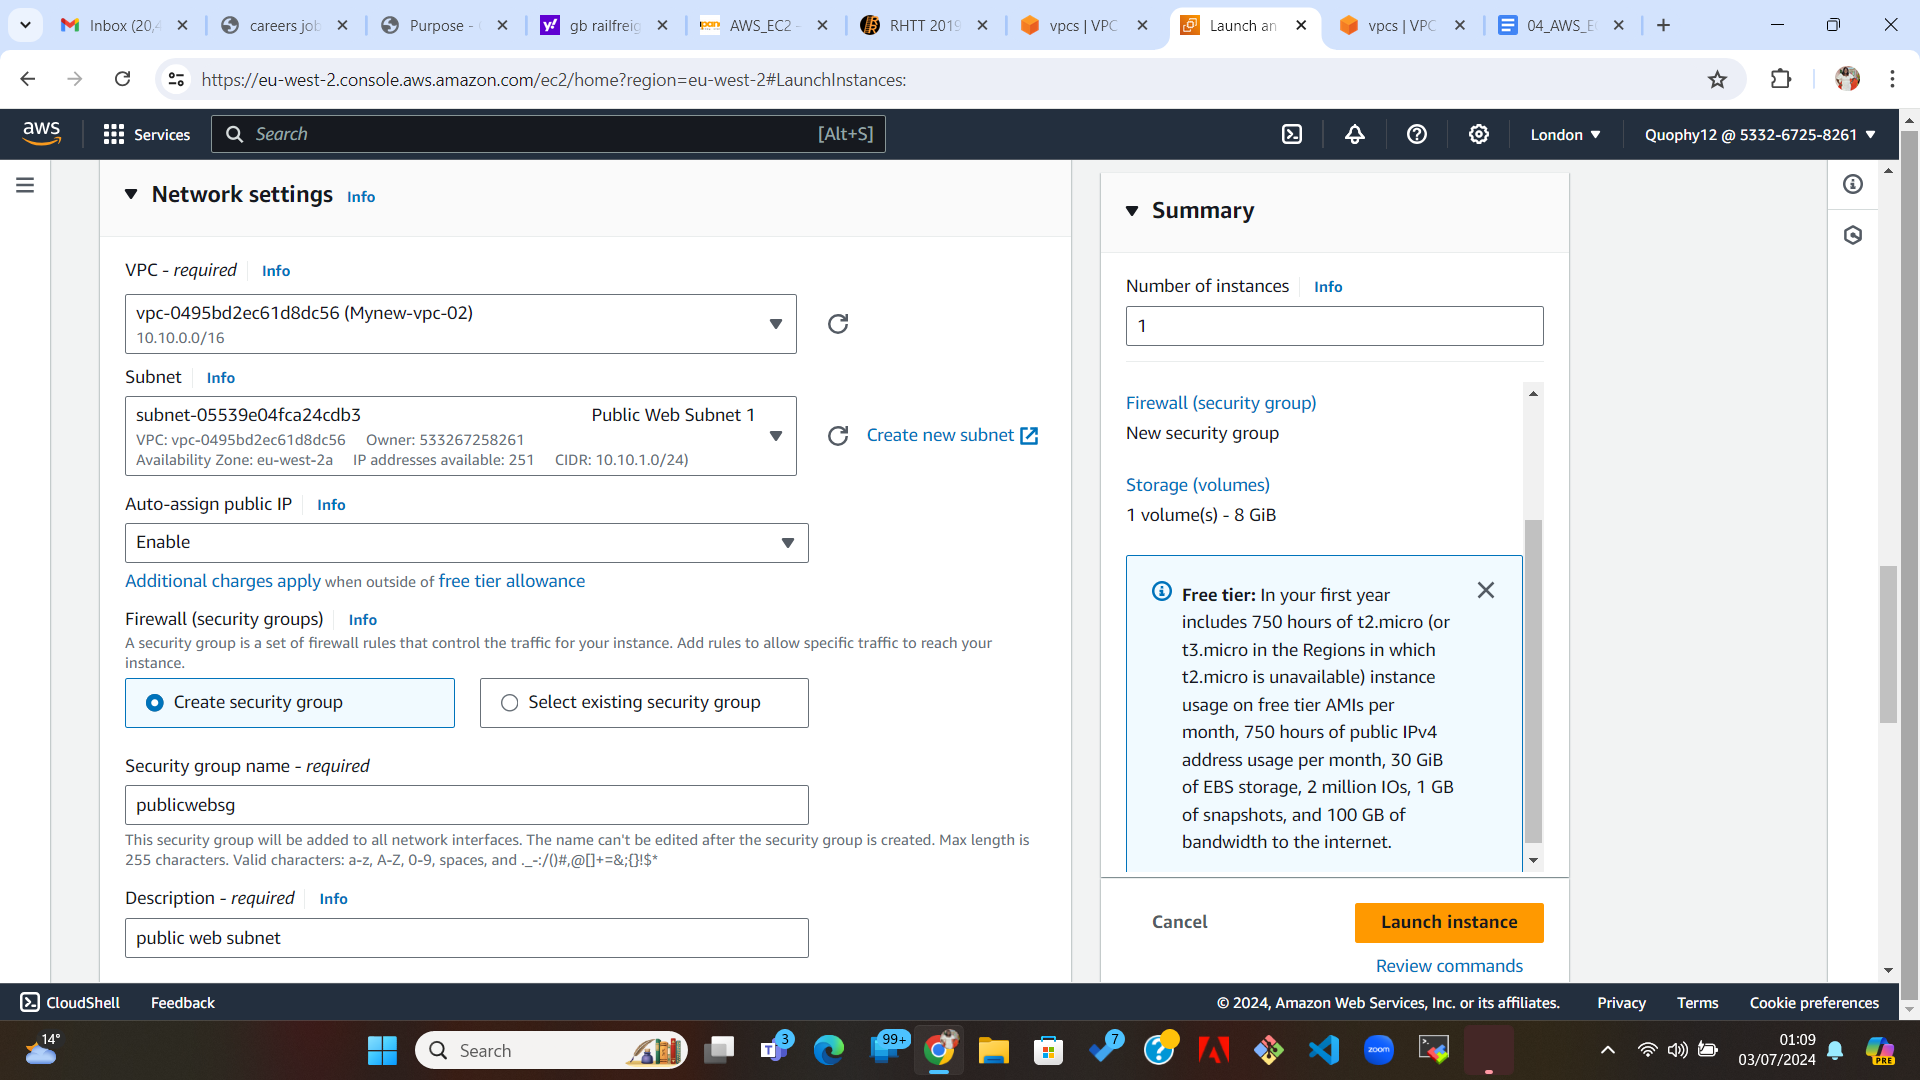 Inbox (20,4
careers job
Purpose - 
gb railfreig
AWS_EC2 -
RHTT 2019
vpcs | VPC
Launch an
vpcs | VPC
04_AWS_E
https://eu-west-2.console.aws.amazon.com/ec2/home?region=eu-west-2#LaunchInstances:
aws
Services
Search
[Alt+S]
London
Quophy12 @ 5332-6725-8261
Network settings Info
VPC - required Info
vpc-0495bd2ec61d8dc56 (Mynew-vpc-02)
10.10.0.0/16
Subnet Info
subnet-05539e04fca24cdb3 Public Web Subnet 1
VPC: vpc-0495bd2ec61d8dc56 Owner: 533267258261
Availability Zone: eu-west-2a IP addresses available: 251 CIDR: 10.10.1.0/24)
Create new subnet
Auto-assign public IP Info
Enable
Additional charges apply when outside of free tier allowance
Firewall (security groups) Info
A security group is a set of firewall rules that control the traffic for your instance. Add rules to allow specific traffic to reach your
instance.
Create security group
Select existing security group
Security group name - required
publicwebsg
This security group will be added to all network interfaces. The name can't be edited after the security group is created. Max length is
255 characters. Valid characters: a-z, A-Z, 0-9, spaces, and ._-:/()#,@[]+=&;{}!$*
Description - required Info
public web subnet
Summary
Number of instances Info
1
Firewall (security group)
New security group
Storage (volumes)
1 volume(s) - 8 GiB
Free tier: In your first year
includes 750 hours of t2.micro (or
t3.micro in the Regions in which
t2.micro is unavailable) instance
usage on free tier AMIs per
month, 750 hours of public IPv4
address usage per month, 30 GiB
of EBS storage, 2 million IOs, 1 GB
of snapshots, and 100 GB of
bandwidth to the internet.
Cancel
Launch instance
Review commands
CloudShell
Feedback
© 2024, Amazon Web Services, Inc. or its affiliates.
Privacy
Terms
Cookie preferences
14°
Search
3
99+
7
zoom
01:09
03/07/2024
PRE